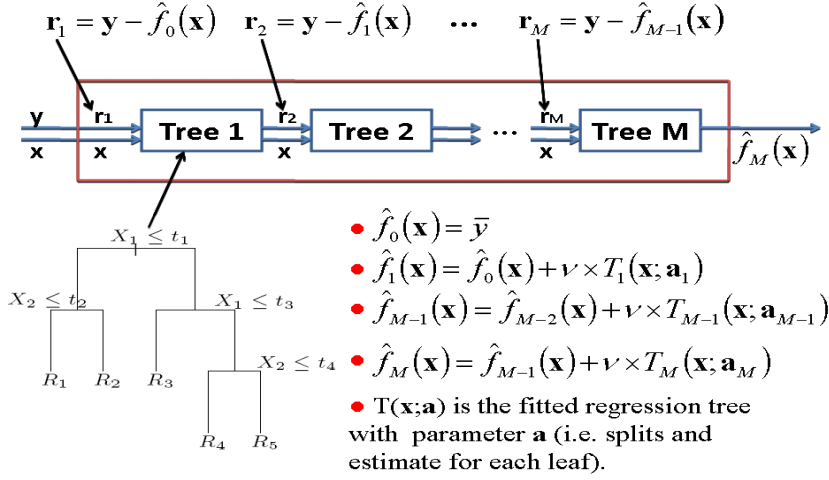 r₁ = y − f̂₀(x) r₂ = y − f̂₁(x) ... r_M = y − f̂_{M−1}(x)
y r₁ Tree 1 r₂ Tree 2 ... r_M Tree M
x x x x f̂_M(x)
X₁ ≤ t₁
X₂ ≤ t₂ X₁ ≤ t₃
X₂ ≤ t₄
R₁ R₂ R₃
R₄ R₅
• f̂₀(x) = ȳ
• f̂₁(x) = f̂₀(x) + ν × T₁(x; a₁)
• f̂_{M−1}(x) = f̂_{M−2}(x) + ν × T_{M−1}(x; a_{M−1})
• f̂_M(x) = f̂_{M−1}(x) + ν × T_M(x; a_M)
• T(x;a) is the fitted regression tree
with parameter a (i.e. splits and
estimate for each leaf).